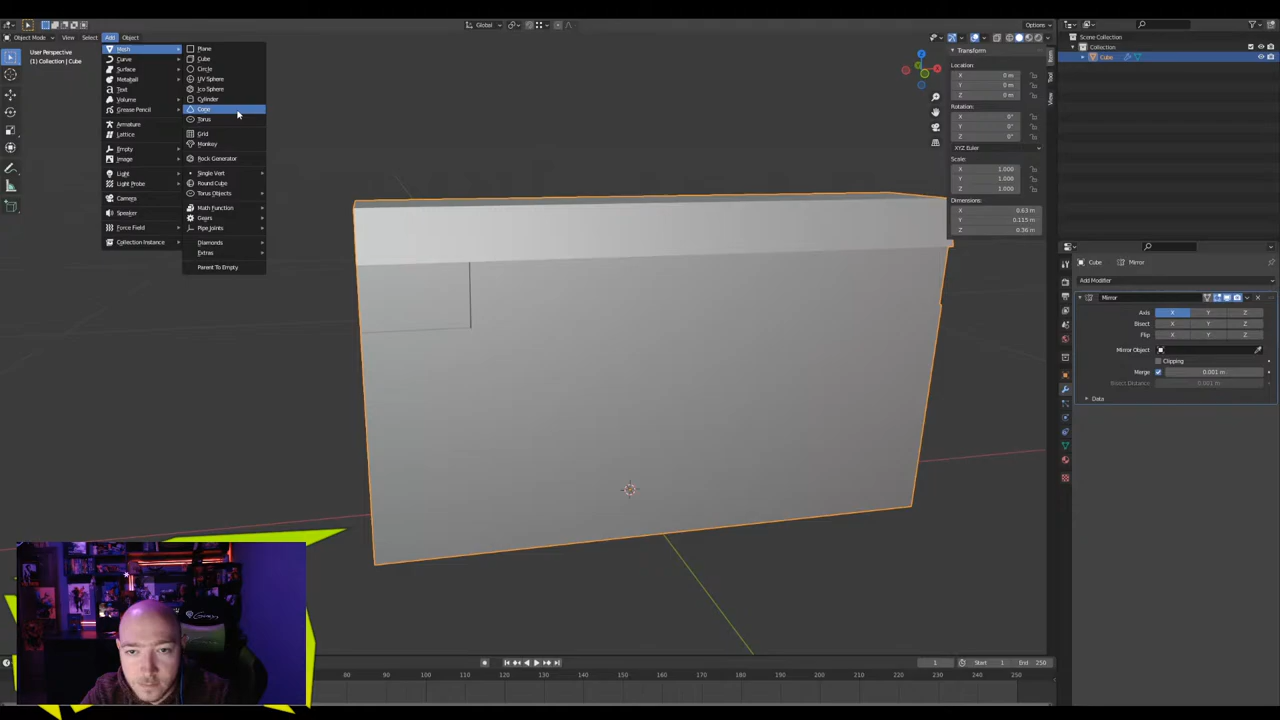 Object Mode View Select Add Object
Global
Options
User Perspective
(1) Collection | Cube
Mesh
Curve
Surface
Metaball
Text
Volume
Grease Pencil
Armature
Lattice
Empty
Image
Light
Light Probe
Camera
Speaker
Force Field
Collection Instance
Plane
Cube
Circle
UV Sphere
Ico Sphere
Cylinder
Cone
Torus
Grid
Monkey
Rock Generator
Single Vert
Round Cube
Torus Objects
Math Function
Gears
Pipe Joints
Diamonds
Extras
Parent To Empty
Z
X
Transform
Location:
X 0 m
Y 0 m
Z 0 m
Rotation:
X 0°
Y 0°
Z 0°
XYZ Euler
Scale:
X 1.000
Y 1.000
Z 1.000
Dimensions:
X 0.63 m
Y 0.115 m
Z 0.36 m
Item
Tool
View
Scene Collection
Collection
Cube
Cube Mirror
Add Modifier
Mirror
Axis X Y Z
Bisect X Y Z
Flip X Y Z
Mirror Object
Clipping
Merge 0.001 m
Bisect Distance 0.001 m
Data
1 Start 1 End 250
80 90 100 110 120 130 140 150 160 170 180 190 200 210 220 230 240 250